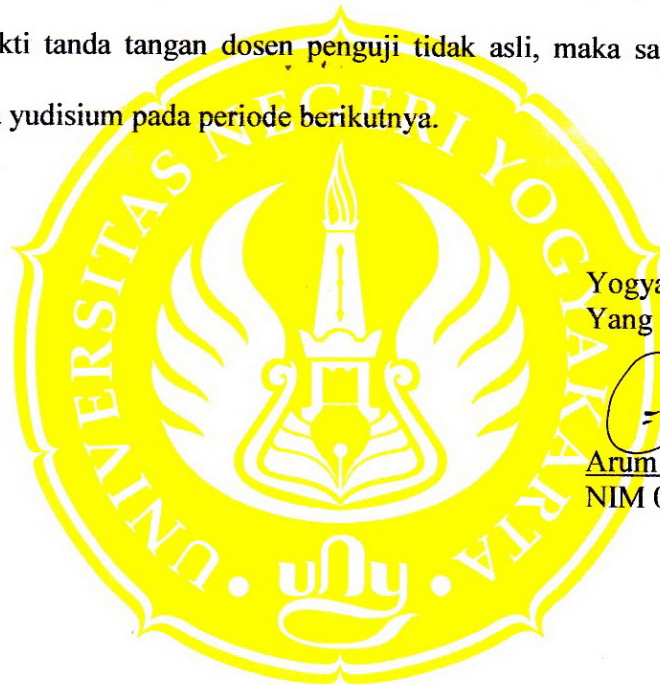 kti tanda tangan dosen penguji tidak asli, maka sa
yudisium pada periode berikutnya.
UNIVERSITAS NEGERI YOGYAKARTA
uny
Yogya
Yang
Arum
NIM 0